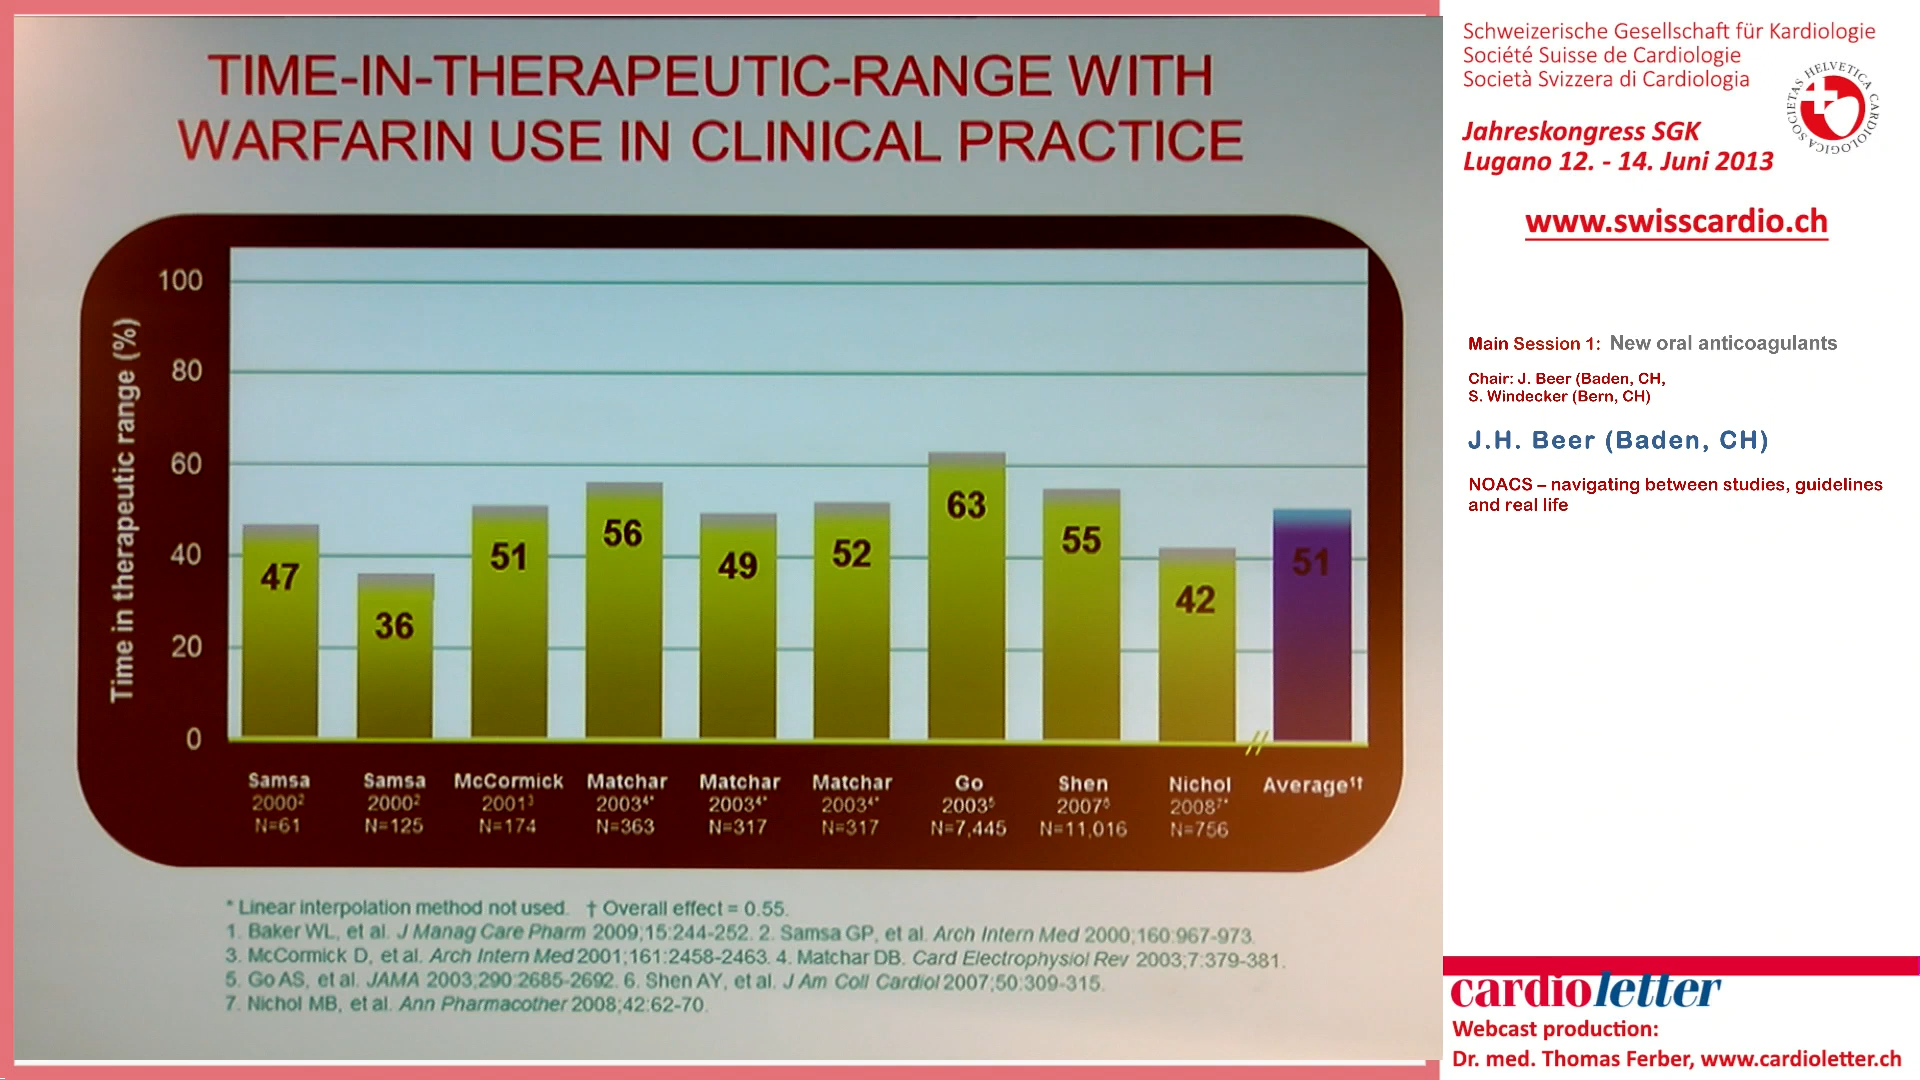 TIME-IN-THERAPEUTIC-RANGE WITH
WARFARIN USE IN CLINICAL PRACTICE
Time in therapeutic range (%)
100
80
60
40
20
0
47
36
51
56
49
52
63
55
42
51
Samsa Samsa McCormick Matchar Matchar Matchar Go Shen Nichol Average¹†
2000² 2000² 2001³ 2003⁴* 2003⁴* 2003⁴* 2003⁵ 2007⁶ 2008⁷*
N=61 N=125 N=174 N=363 N=317 N=317 N=7,445 N=11,016 N=756
* Linear interpolation method not used. † Overall effect = 0.55.
1. Baker WL, et al. J Manag Care Pharm 2009;15:244-252. 2. Samsa GP, et al. Arch Intern Med 2000;160:967-973.
3. McCormick D, et al. Arch Intern Med 2001;161:2458-2463. 4. Matchar DB. Card Electrophysiol Rev 2003;7:379-381.
5. Go AS, et al. JAMA 2003;290:2685-2692. 6. Shen AY, et al. J Am Coll Cardiol 2007;50:309-315.
7. Nichol MB, et al. Ann Pharmacother 2008;42:62-70.
Schweizerische Gesellschaft für Kardiologie
Société Suisse de Cardiologie
Società Svizzera di Cardiologia
SOCIETAS HELVETICA CARDIOLOGICA
Jahreskongress SGK
Lugano 12. - 14. Juni 2013
www.swisscardio.ch
Main Session 1: New oral anticoagulants
Chair: J. Beer (Baden, CH,
S. Windecker (Bern, CH)
J.H. Beer (Baden, CH)
NOACS – navigating between studies, guidelines
and real life
cardioletter
Webcast production:
Dr. med. Thomas Ferber, www.cardioletter.ch